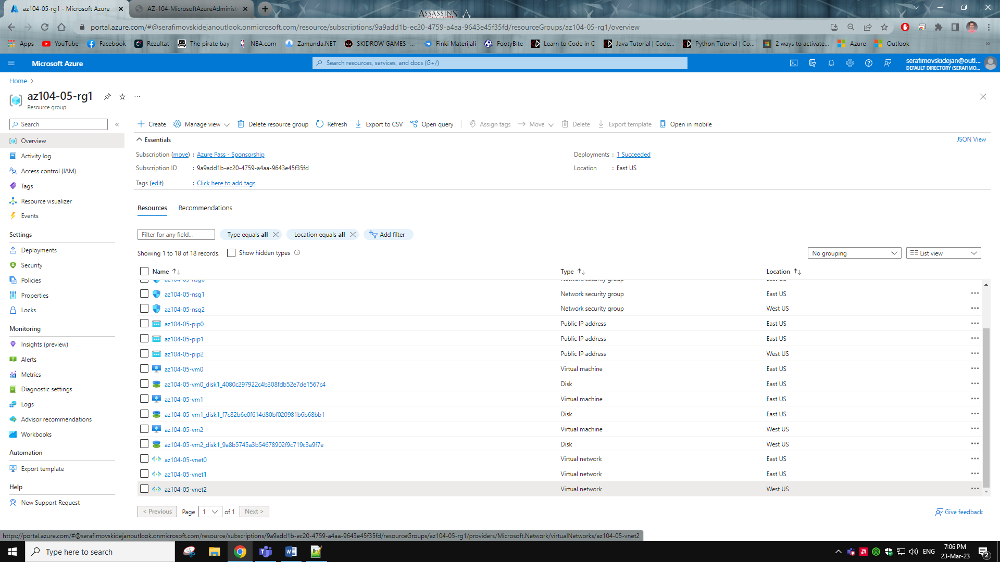 az104-05-rg1 - Microsoft Azure
AZ-104-MicrosoftAzureAdminist
ASSASSINS
portal.azure.com/#@serafimovskidejanoutlook.onmicrosoft.com/resource/subscriptions/9a9add1b-ec20-4759-a4aa-9643e45f35fd/resourceGroups/az104-05-rg1/overview
Apps YouTube Facebook Rezultat The pirate bay NBA.com Zamunda.NET SKIDROW GAMES -... Finki Materijali FootyBite Learn to Code in C Java Tutorial | Code... Python Tutorial | Co... 2 ways to activate... Azure Outlook »
Microsoft Azure
Search resources, services, and docs (G+/)
serafimovskidejan@outl...
DEFAULT DIRECTORY (SERAFIMO...
Home
az104-05-rg1
Resource group
Search
Create Manage view Delete resource group Refresh Export to CSV Open query Assign tags Move Delete Export template Open in mobile
Overview
Activity log
Access control (IAM)
Tags
Resource visualizer
Events
Settings
Deployments
Security
Policies
Properties
Locks
Monitoring
Insights (preview)
Alerts
Metrics
Diagnostic settings
Logs
Advisor recommendations
Workbooks
Automation
Export template
Help
New Support Request
Essentials
JSON View
Subscription (move) : Azure Pass - Sponsorship
Deployments : 1 Succeeded
Subscription ID : 9a9add1b-ec20-4759-a4aa-9643e45f35fd
Location : East US
Tags (edit) : Click here to add tags
Resources Recommendations
Filter for any field...
Type equals all
Location equals all
Add filter
Showing 1 to 18 of 18 records.
Show hidden types
No grouping
List view
Name Type Location
az104-05-nsg0 Network security group East US
az104-05-nsg1 Network security group East US
az104-05-nsg2 Network security group West US
az104-05-pip0 Public IP address East US
az104-05-pip1 Public IP address East US
az104-05-pip2 Public IP address West US
az104-05-vm0 Virtual machine East US
az104-05-vm0_disk1_4080c297922c4b308fdb52e7de1567c4 Disk East US
az104-05-vm1 Virtual machine East US
az104-05-vm1_disk1_f7c82b6e0f614d80bf020981b6b68bb1 Disk East US
az104-05-vm2 Virtual machine West US
az104-05-vm2_disk1_9a8b5745a3b54678902f9c719c3a9f7e Disk West US
az104-05-vnet0 Virtual network East US
az104-05-vnet1 Virtual network East US
az104-05-vnet2 Virtual network West US
< Previous Page 1 of 1 Next >
Give feedback
https://portal.azure.com/#@serafimovskidejanoutlook.onmicrosoft.com/resource/subscriptions/9a9add1b-ec20-4759-a4aa-9643e45f35fd/resourceGroups/az104-05-rg1/providers/Microsoft.Network/virtualNetworks/az104-05-vnet2
Type here to search
ENG
7:06 PM
23-Mar-23
2